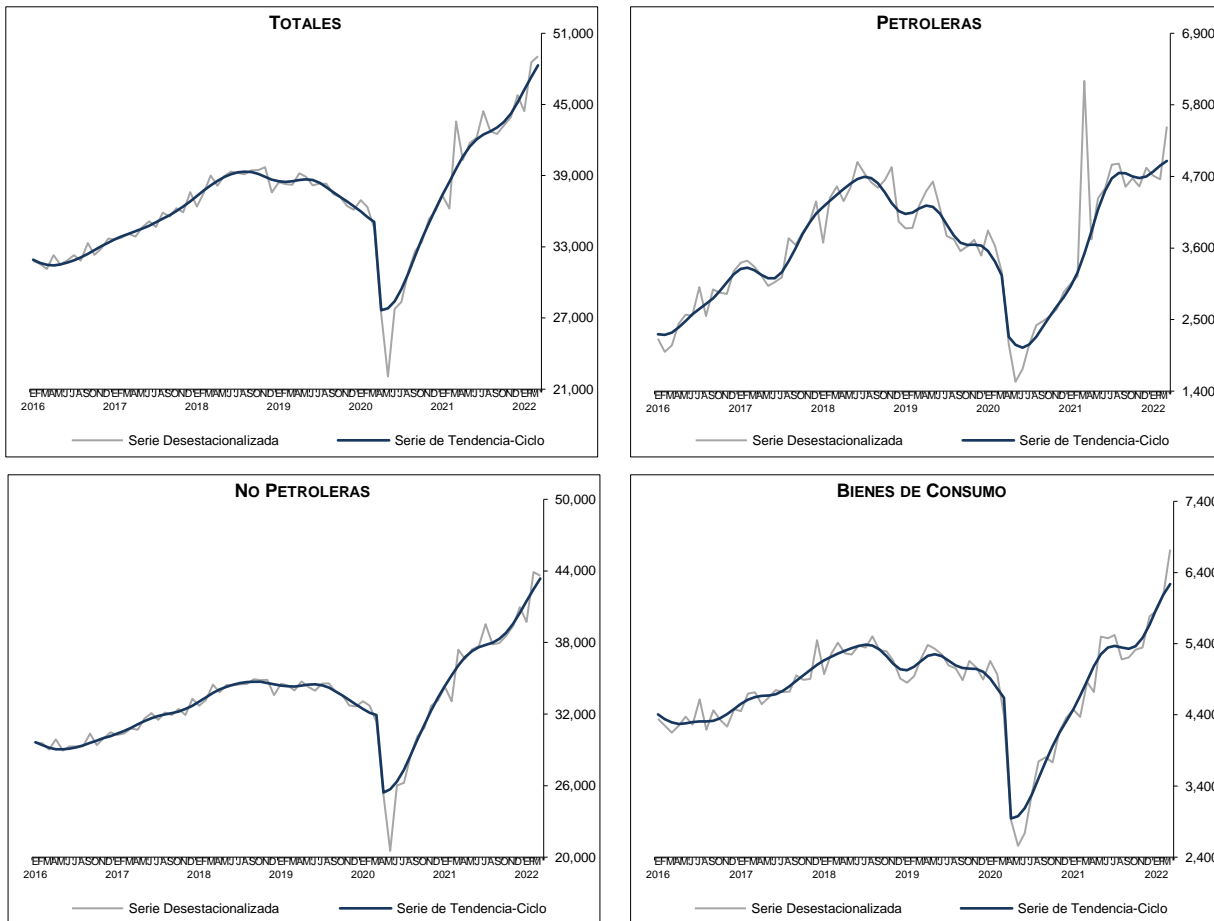 TOTALES
51,000
45,000
39,000
33,000
27,000
21,000
2016 2017 2018 2019 2020 2021 2022
Serie Desestacionalizada Serie de Tendencia-Ciclo
PETROLERAS
6,900
5,800
4,700
3,600
2,500
1,400
2016 2017 2018 2019 2020 2021 2022
Serie Desestacionalizada Serie de Tendencia-Ciclo
NO PETROLERAS
50,000
44,000
38,000
32,000
26,000
20,000
2016 2017 2018 2019 2020 2021 2022
Serie Desestacionalizada Serie de Tendencia-Ciclo
BIENES DE CONSUMO
7,400
6,400
5,400
4,400
3,400
2,400
2016 2017 2018 2019 2020 2021 2022
Serie Desestacionalizada Serie de Tendencia-Ciclo